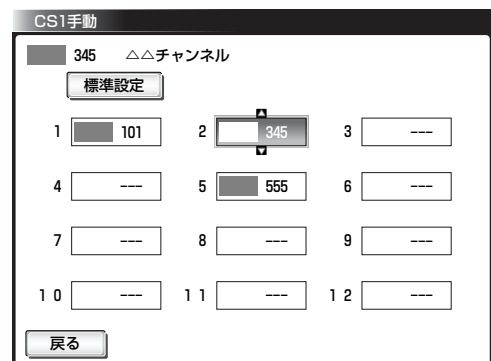 CS1手動
345 △△チャンネル
標準設定
1 101 2 345 3 ---
4 --- 5 555 6 ---
7 --- 8 --- 9 ---
10 --- 11 --- 12 ---
戻る